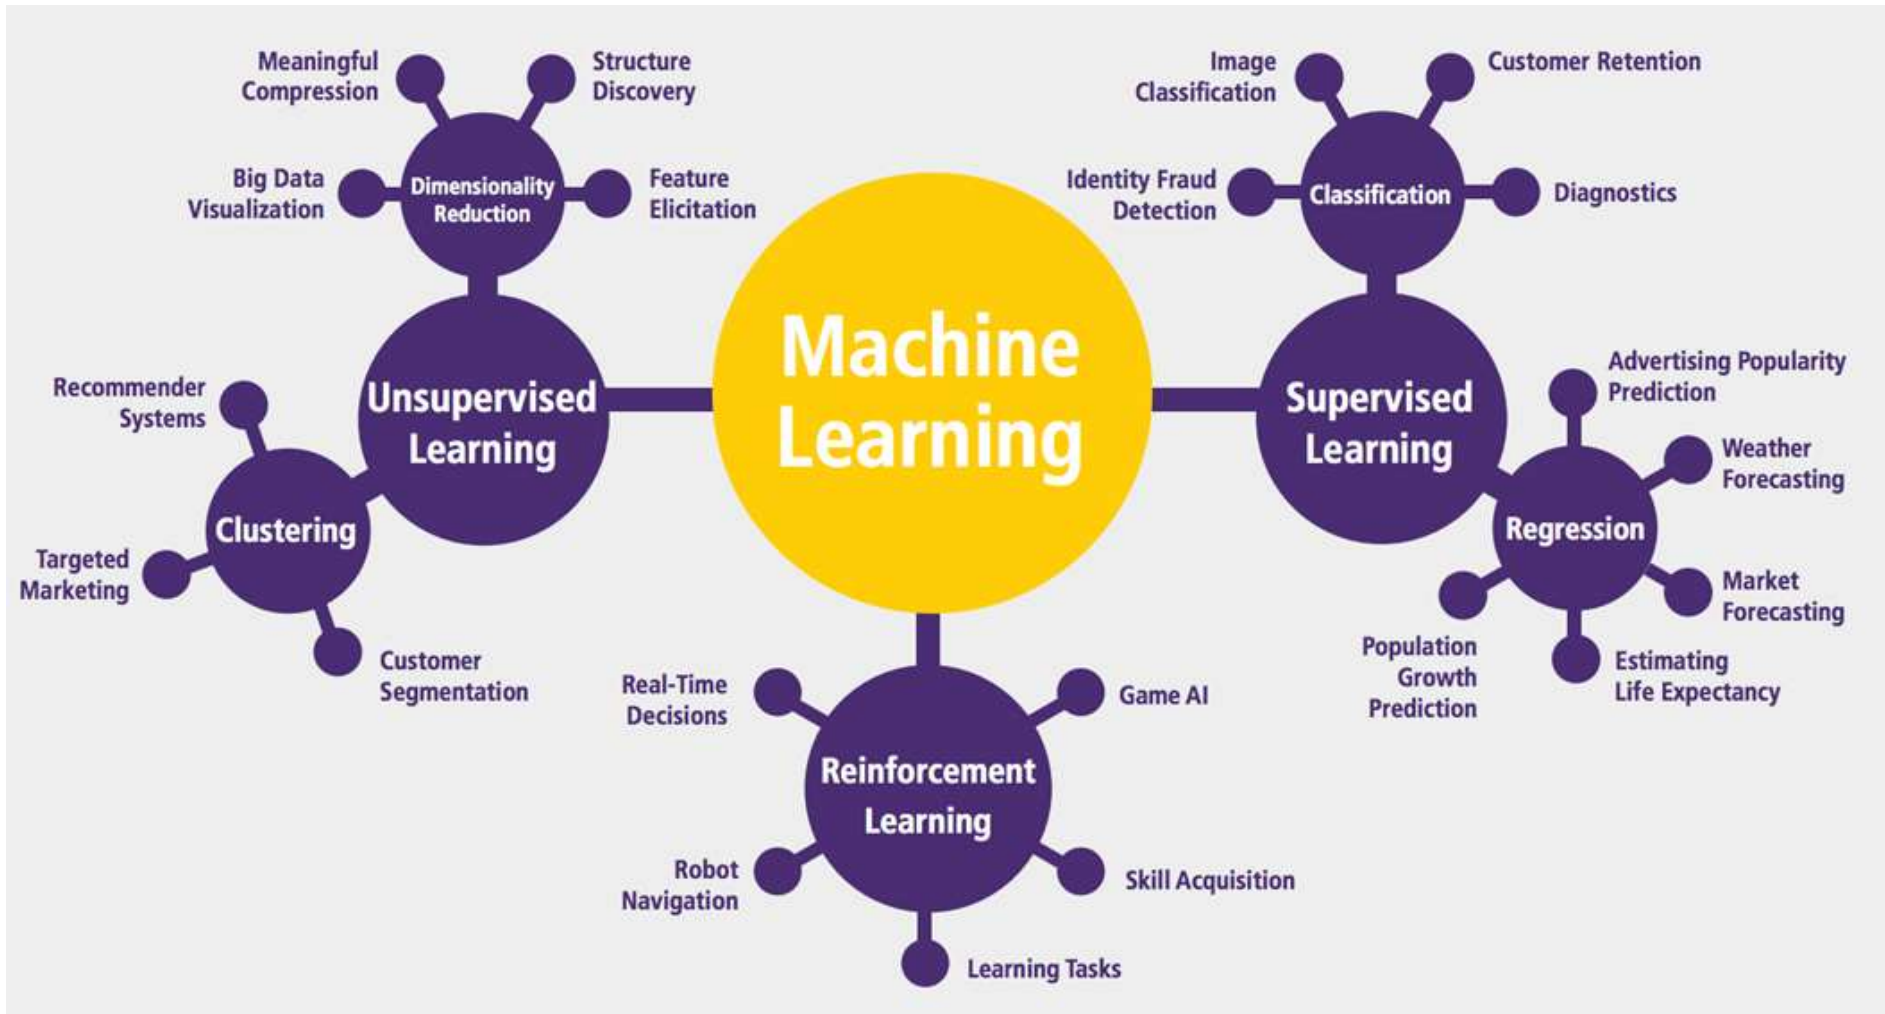 Meaningful
Compression
Structure
Discovery
Big Data
Visualization
Dimensionality
Reduction
Feature
Elicitation
Image
Classification
Customer Retention
Identity Fraud
Detection
Classification
Diagnostics
Machine
Learning
Unsupervised
Learning
Recommender
Systems
Clustering
Targeted
Marketing
Customer
Segmentation
Supervised
Learning
Advertising Popularity
Prediction
Weather
Forecasting
Regression
Market
Forecasting
Population
Growth
Prediction
Estimating
Life Expectancy
Real-Time
Decisions
Game AI
Reinforcement
Learning
Robot
Navigation
Skill Acquisition
Learning Tasks